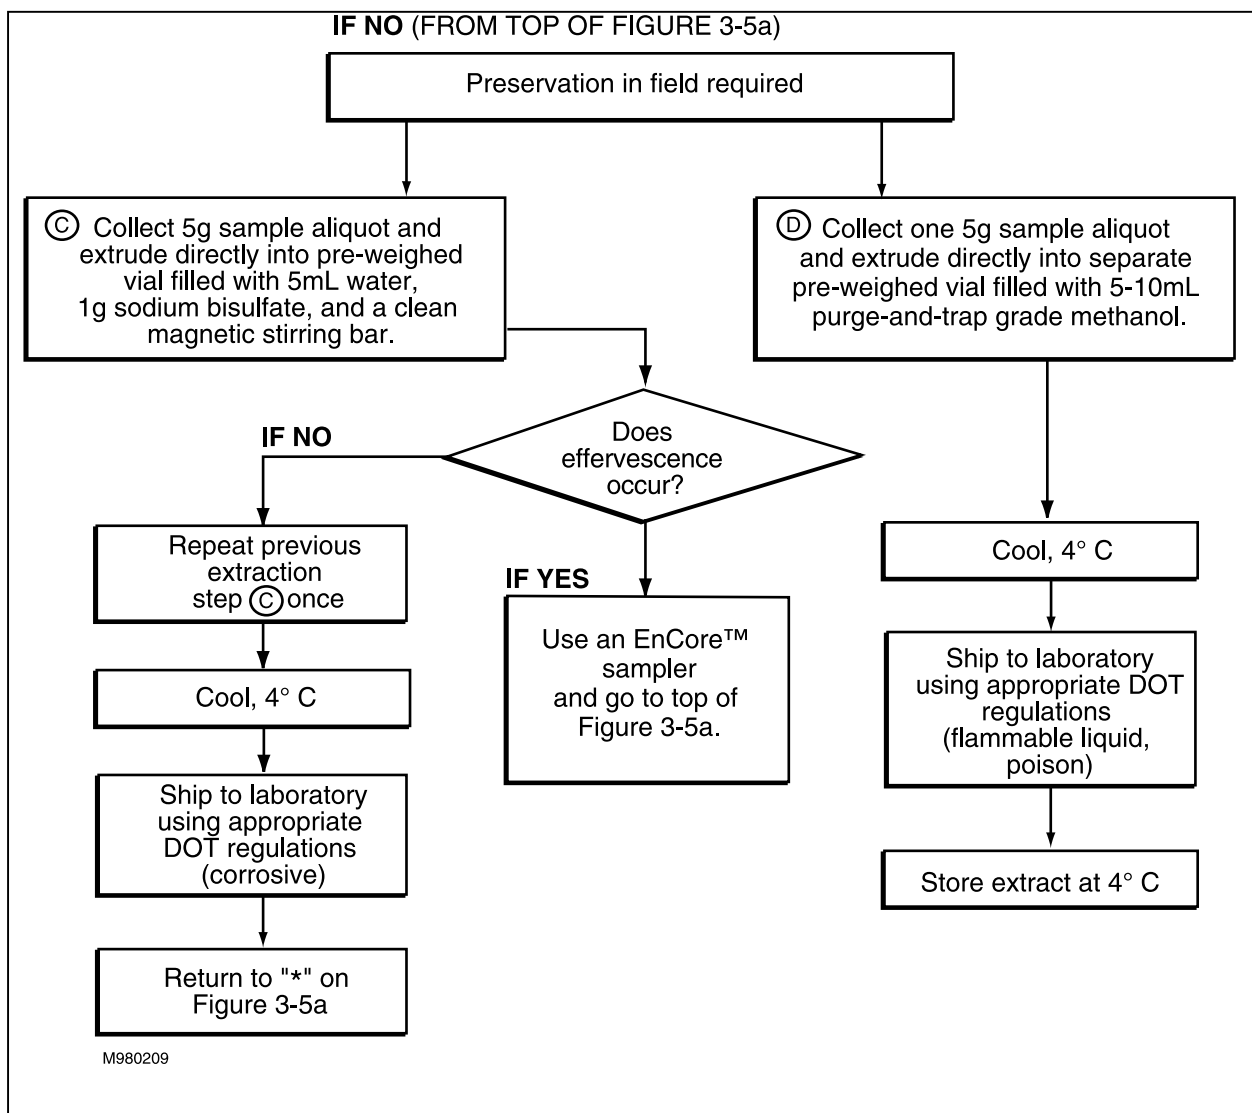 IF NO (FROM TOP OF FIGURE 3-5a)
Preservation in field required
Ⓒ Collect 5g sample aliquot and
extrude directly into pre-weighed
vial filled with 5mL water,
1g sodium bisulfate, and a clean
magnetic stirring bar.
Ⓓ Collect one 5g sample aliquot
and extrude directly into separate
pre-weighed vial filled with 5-10mL
purge-and-trap grade methanol.
Does
effervescence
occur?
IF NO
Repeat previous
extraction
step Ⓒ once
Cool, 4° C
Ship to laboratory
using appropriate
DOT regulations
(corrosive)
Return to "*" on
Figure 3-5a
IF YES
Use an EnCore™
sampler
and go to top of
Figure 3-5a.
Cool, 4° C
Ship to laboratory
using appropriate DOT
regulations
(flammable liquid,
poison)
Store extract at 4° C
M980209